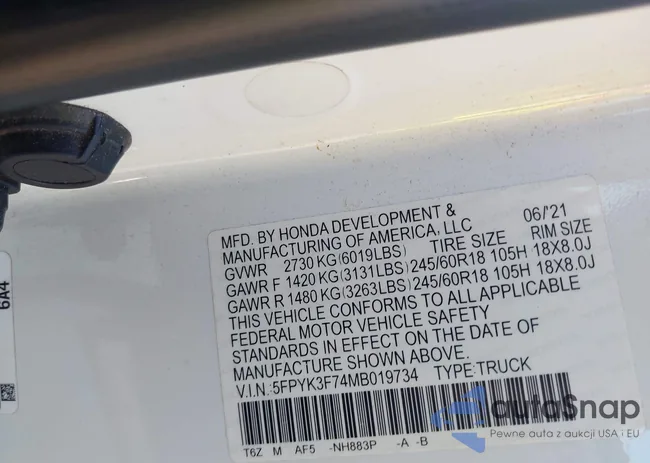 MFD. BY HONDA DEVELOPMENT & 06/'21
MANUFACTURING OF AMERICA, LLC
GVWR 2730 KG(6019LBS) TIRE SIZE RIM SIZE
GAWR F 1420 KG(3131LBS) 245/60R18 105H 18X8.0J
GAWR R 1480 KG(3263LBS) 245/60R18 105H 18X8.0J
THIS VEHICLE CONFORMS TO ALL APPLICABLE
FEDERAL MOTOR VEHICLE SAFETY
STANDARDS IN EFFECT ON THE DATE OF
MANUFACTURE SHOWN ABOVE.
V.I.N.:5FPYK3F74MB019734 TYPE:TRUCK
T6Z M AF5 -NH883P -A -B
6A4
autoSnap
Pewne auta z aukcji USA i EU